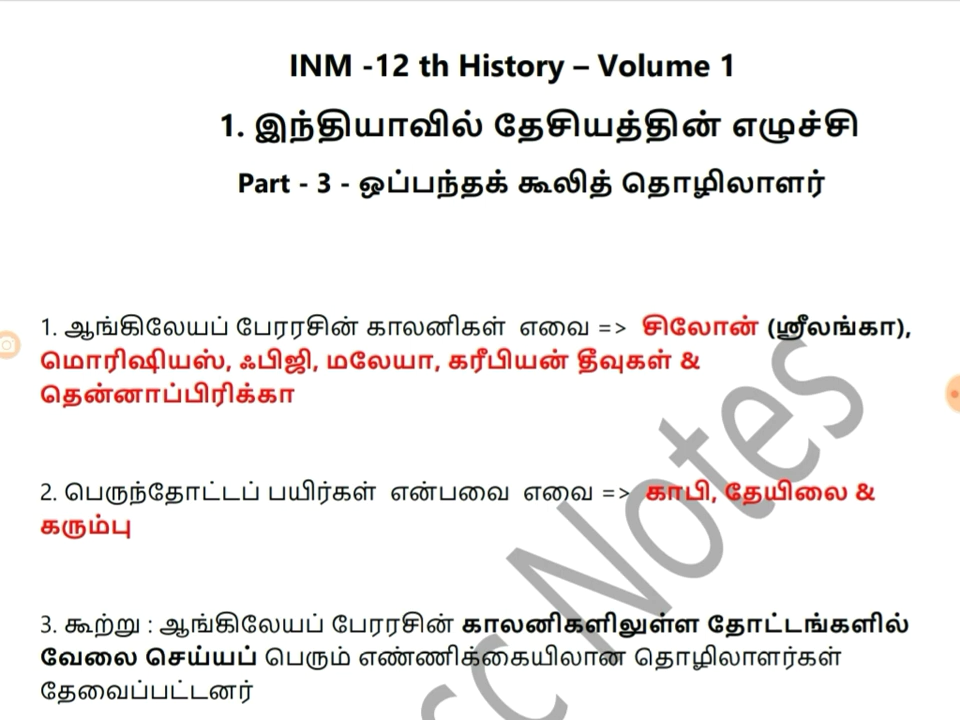 INM -12 th History – Volume 1
1. இந்தியாவில் தேசியத்தின் எழுச்சி
Part - 3 - ஒப்பந்தக் கூலித் தொழிலாளர்
1. ஆங்கிலேயப் பேரரசின் காலனிகள் எவை => சிலோன் (ஸ்ரீலங்கா),
மொரிஷியஸ், ஃபிஜி, மலேயா, கரீபியன் தீவுகள் &
தென்னாப்பிரிக்கா
2. பெருந்தோட்டப் பயிர்கள் என்பவை எவை => காபி, தேயிலை &
கரும்பு
3. கூற்று : ஆங்கிலேயப் பேரரசின் காலனிகளிலுள்ள தோட்டங்களில்
வேலை செய்யப் பெரும் எண்ணிக்கையிலான தொழிலாளர்கள்
தேவைப்பட்டனர்
cc Notes